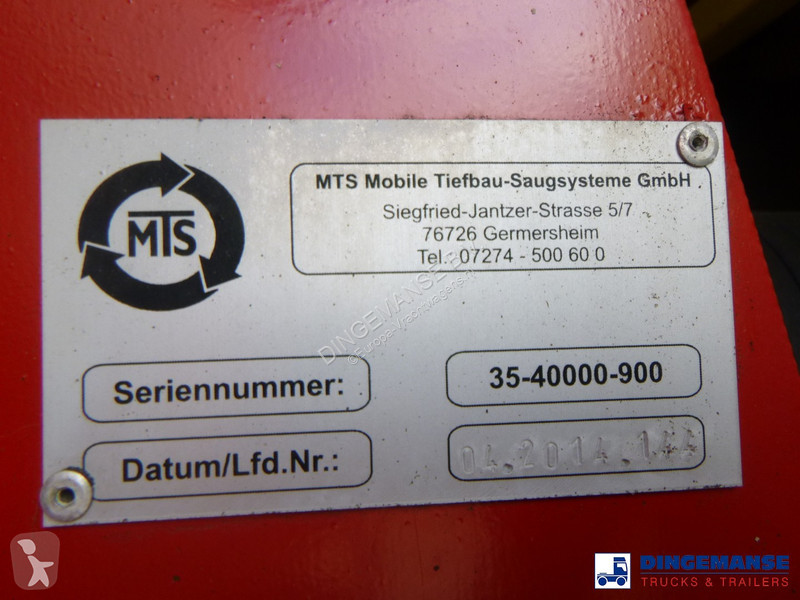 MTS
MTS Mobile Tiefbau-Saugsysteme GmbH
Siegfried-Jantzer-Strasse 5/7
76726 Germersheim
Tel. 07274 - 500 60 0
DINGEMANSE B.V.
Seriennummer:
35-40000-900
Datum/Lfd.Nr.:
04.2014.144
DINGEMANSE
TRUCKS & TRAILERS